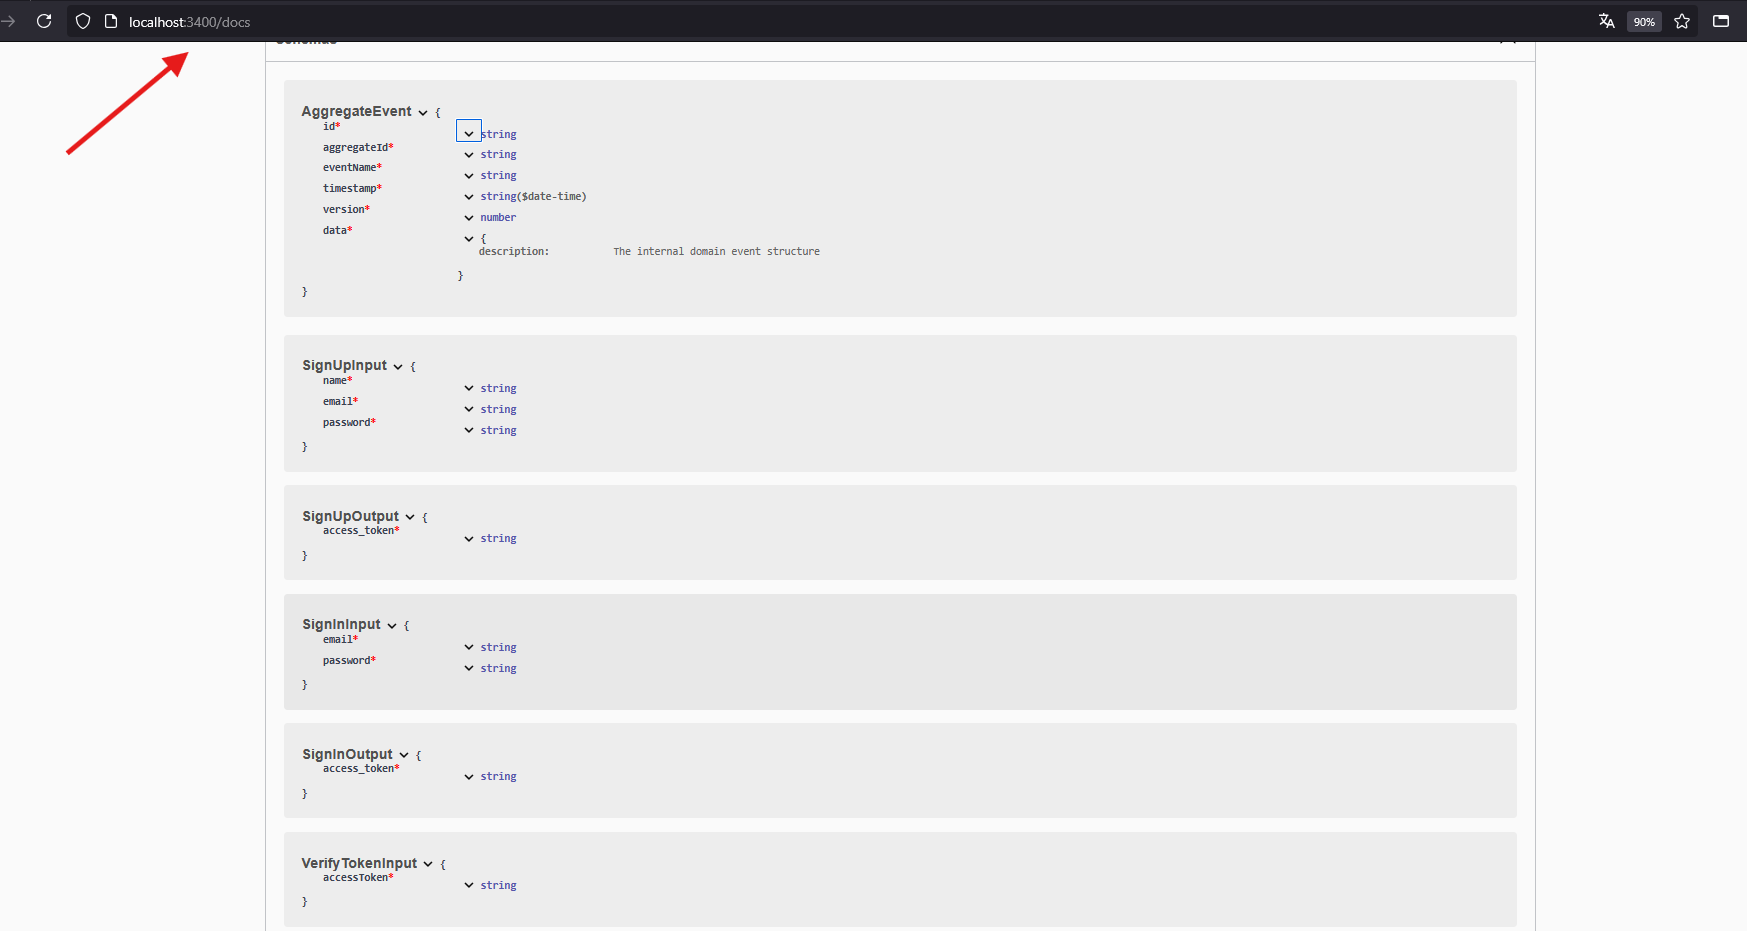 localhost:3400/docs
90%
Schemas
AggregateEvent {
id* string
aggregateId* string
eventName* string
timestamp* string($date-time)
version* number
data* {
description: The internal domain event structure
}
}
SignUpInput {
name* string
email* string
password* string
}
SignUpOutput {
access_token* string
}
SignInInput {
email* string
password* string
}
SignInOutput {
access_token* string
}
VerifyTokenInput {
accessToken* string
}